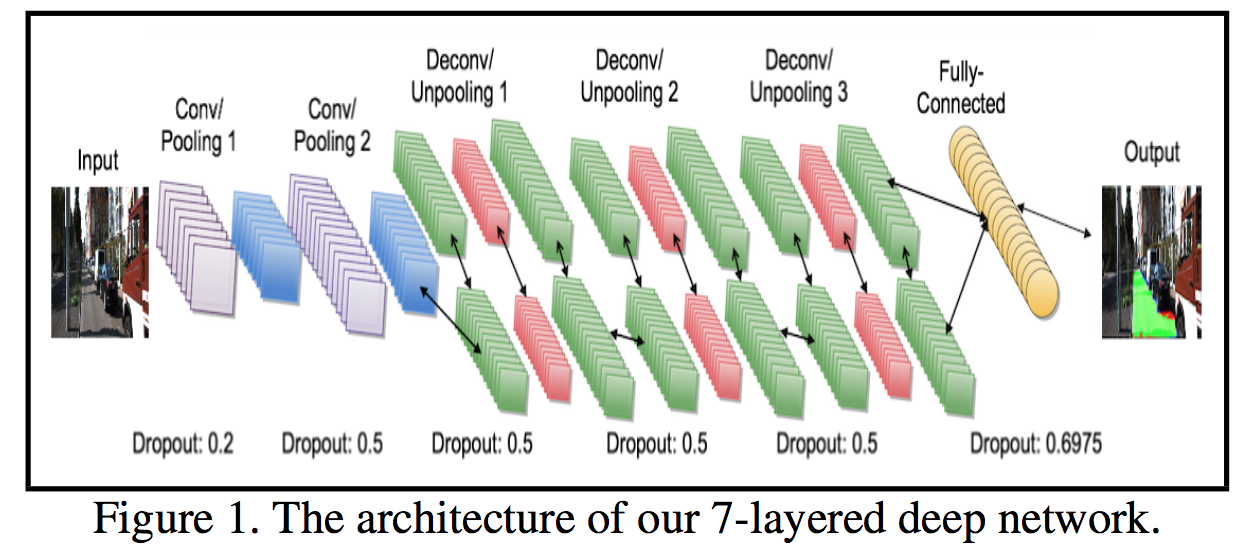 Input
Conv/
Pooling 1
Conv/
Pooling 2
Deconv/
Unpooling 1
Deconv/
Unpooling 2
Deconv/
Unpooling 3
Fully-
Connected
Output
Dropout: 0.2
Dropout: 0.5
Dropout: 0.5
Dropout: 0.5
Dropout: 0.5
Dropout: 0.6975
Figure 1. The architecture of our 7-layered deep network.